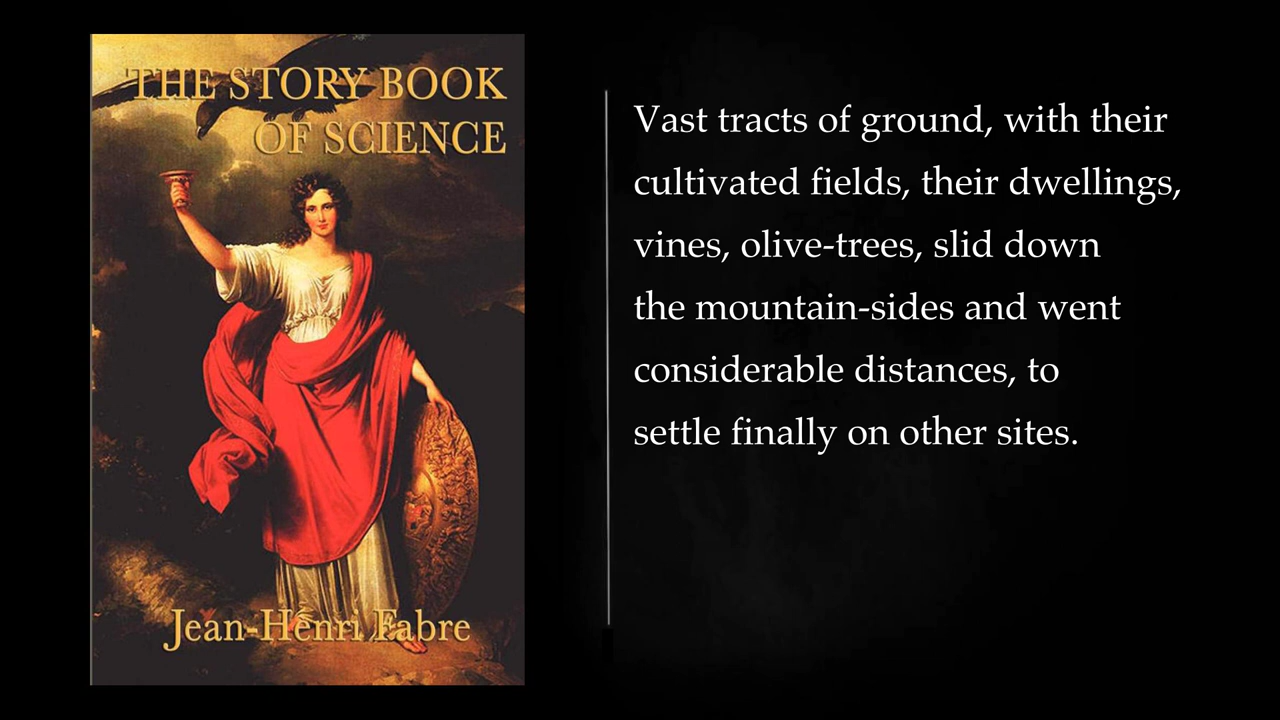 THE STORY BOOK
OF SCIENCE
Jean-Henri Fabre
Vast tracts of ground, with their
cultivated fields, their dwellings,
vines, olive-trees, slid down
the mountain-sides and went
considerable distances, to
settle finally on other sites.